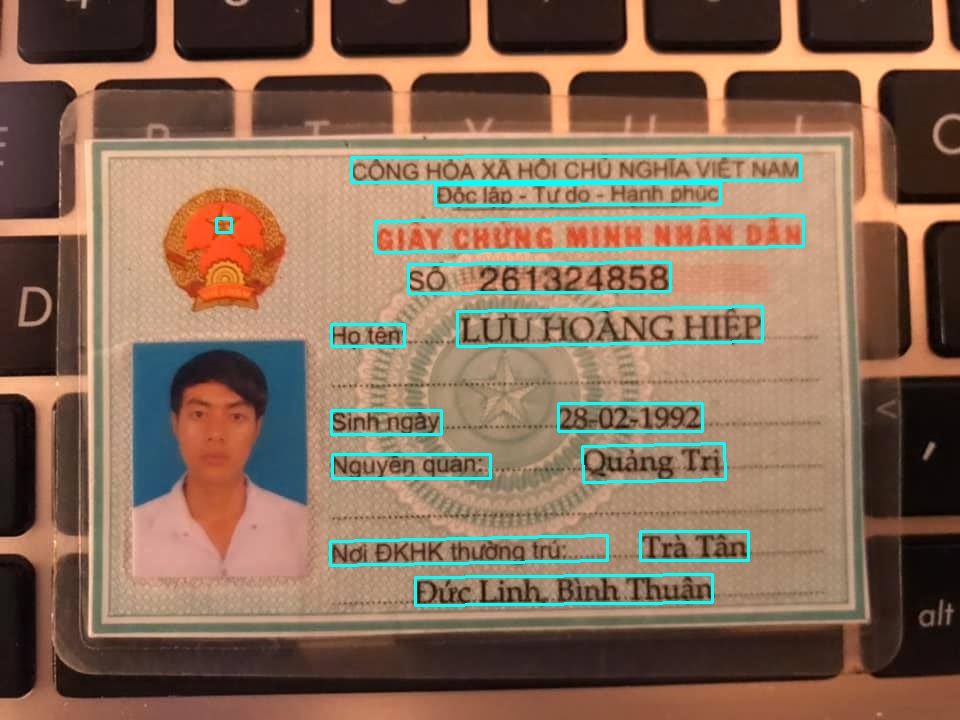 CỘNG HÒA XÃ HỘI CHỦ NGHĨA VIỆT NAM
Độc lập - Tự do - Hạnh phúc
GIẤY CHỨNG MINH NHÂN DÂN
SỐ 261324858
Họ tên LƯU HOÀNG HIỆP
Sinh ngày 28-02-1992
Nguyên quán: Quảng Trị
Nơi ĐKHK thường trú: Trà Tân
Đức Linh, Bình Thuận
D
alt